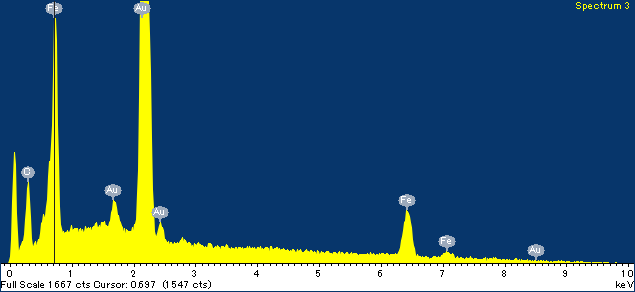 Spectrum 3
Fe
Au
C
Au
Au
Fe
Fe
Au
0 1 2 3 4 5 6 7 8 9 10
Full Scale 1667 cts Cursor: 0.697 (1547 cts)
keV